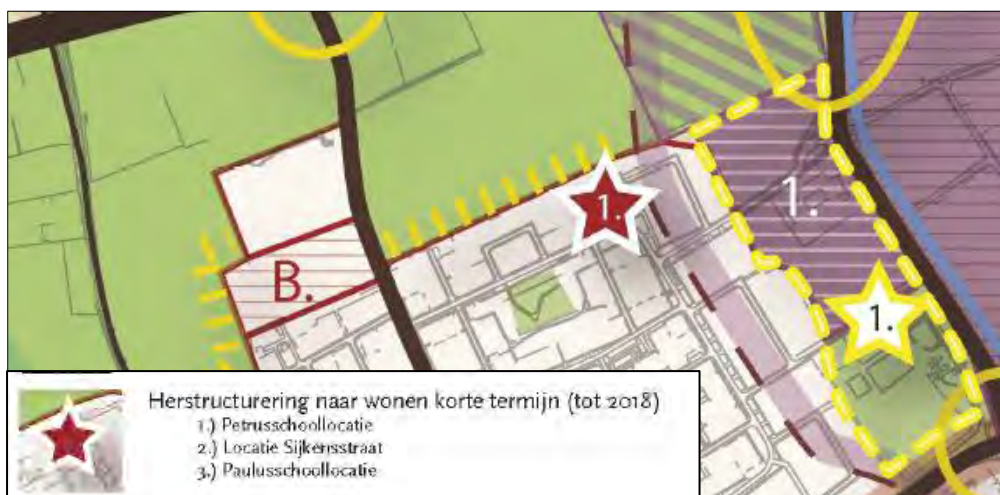 1.
1.
B.
1.
Herstructurering naar wonen korte termijn (tot 2018)
1.) Petrusschoollocatie
2.) Locatie Sijkensstraat
3.) Paulusschoollocatie